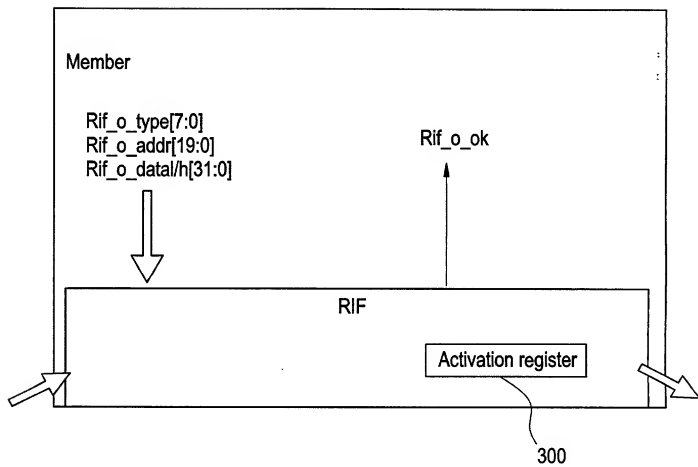 Member
Rif_o_type[7:0]
Rif_o_addr[19:0]
Rif_o_datal/h[31:0]
Rif_o_ok
RIF
Activation register
300